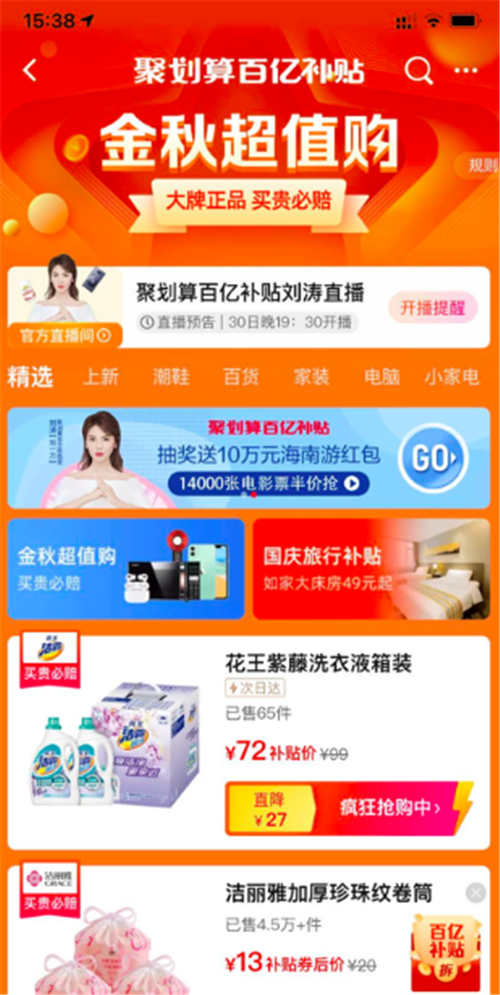 15:38
聚划算百亿补贴
金秋超值购
规则
大牌正品 买贵必赔
聚划算百亿补贴刘涛直播
直播预告 | 30日晚19：30开播
开播提醒
官方直播间
精选 上新 潮鞋 百货 家装 电脑 小家电
聚划算百亿补贴
抽奖送10万元海南游红包
14000张电影票半价抢
GO
金秋超值购
买贵必赔
国庆旅行补贴
如家大床房49元起
买贵必赔
花王紫藤洗衣液箱装
次日达
已售65件
¥72补贴价 ¥99
直降
¥27
疯狂抢购中
洁丽雅
GRACE
买贵必赔
洁丽雅加厚珍珠纹卷筒
已售4.5万+件
¥13补贴券后价 ¥20
百亿
补贴
拆